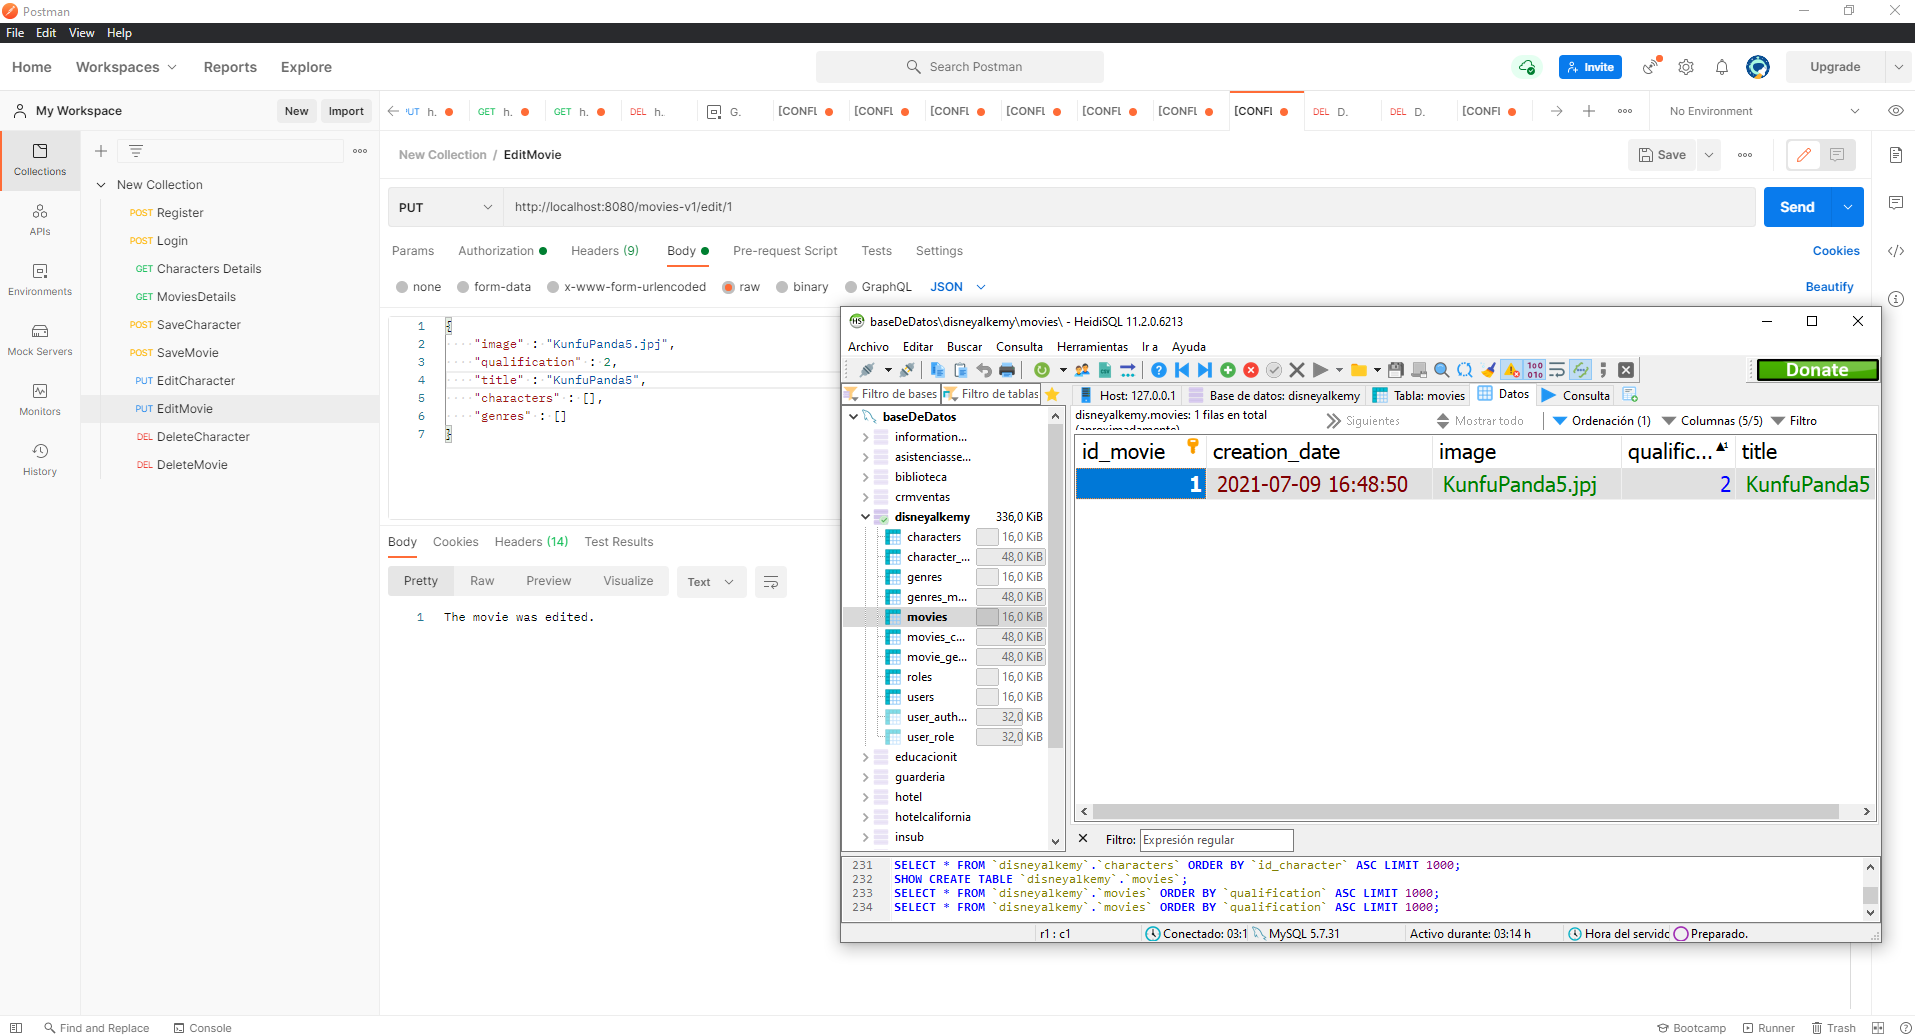 Postman
File Edit View Help
Home Workspaces Reports Explore
Search Postman
Invite
Upgrade
My Workspace
New Import
UT h.
GET h.
GET h.
DEL h.
G.
[CONFL
[CONFL
[CONFL
[CONFL
[CONFL
[CONFL
[CONFL
DEL D.
DEL D.
[CONFL
No Environment
Collections
APIs
Environments
Mock Servers
Monitors
History
New Collection
POST Register
POST Login
GET Characters Details
GET MoviesDetails
POST SaveCharacter
POST SaveMovie
PUT EditCharacter
PUT EditMovie
DEL DeleteCharacter
DEL DeleteMovie
New Collection / EditMovie
Save
PUT
http://localhost:8080/movies-v1/edit/1
Send
Params Authorization Headers (9) Body Pre-request Script Tests Settings
Cookies
none form-data x-www-form-urlencoded raw binary GraphQL JSON
Beautify
1 {
2 "image" : "KunfuPanda5.jpj",
3 "qualification" : 2,
4 "title" : "KunfuPanda5",
5 "characters" : [],
6 "genres" : []
7 }
Body Cookies Headers (14) Test Results
Pretty Raw Preview Visualize Text
1 The movie was edited.
baseDeDatos\disneyalkemy\movies\ - HeidiSQL 11.2.0.6213
Archivo Editar Buscar Consulta Herramientas Ir a Ayuda
Donate
Filtro de bases Filtro de tablas
Host: 127.0.0.1 Base de datos: disneyalkemy Tabla: movies Datos Consulta
disneyalkemy.movies: 1 filas en total
(aproximadamente)
Siguientes Mostrar todo Ordenación (1) Columnas (5/5) Filtro
id_movie creation_date image qualific... title
1 2021-07-09 16:48:50 KunfuPanda5.jpj 2 KunfuPanda5
baseDeDatos
information...
asistenciasse...
biblioteca
crmventas
disneyalkemy 336,0 KiB
characters 16,0 KiB
character_... 48,0 KiB
genres 16,0 KiB
genres_m... 48,0 KiB
movies 16,0 KiB
movies_c... 48,0 KiB
movie_ge... 48,0 KiB
roles 16,0 KiB
users 16,0 KiB
user_auth... 32,0 KiB
user_role 32,0 KiB
educacionit
guarderia
hotel
hotelcalifornia
insub
Filtro: Expresión regular
231 SELECT * FROM `disneyalkemy`.`characters` ORDER BY `id_character` ASC LIMIT 1000;
232 SHOW CREATE TABLE `disneyalkemy`.`movies`;
233 SELECT * FROM `disneyalkemy`.`movies` ORDER BY `qualification` ASC LIMIT 1000;
234 SELECT * FROM `disneyalkemy`.`movies` ORDER BY `qualification` ASC LIMIT 1000;
r1 : c1 Conectado: 03:1 MySQL 5.7.31 Activo durante: 03:14 h Hora del servidc Preparado.
Find and Replace Console
Bootcamp Runner Trash